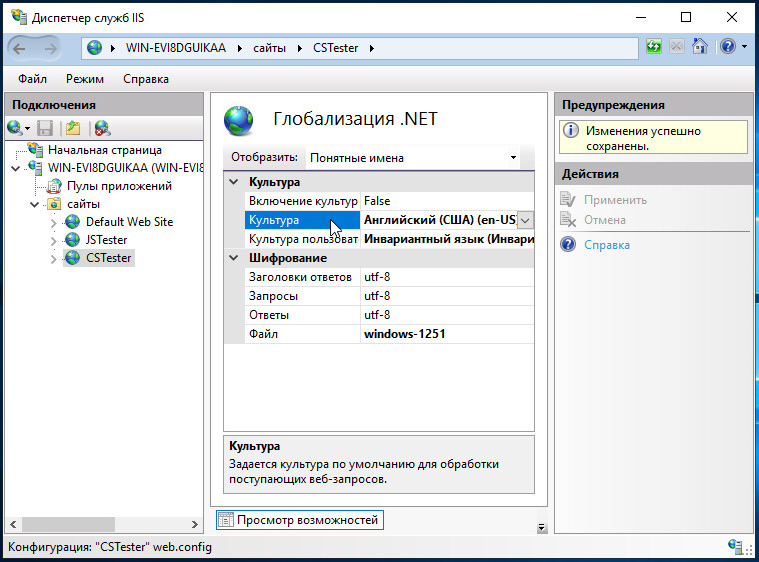 Диспетчер служб IIS
WIN-EVI8DGUIKAA
сайты
CSTester
Файл
Режим
Справка
Подключения
Начальная страница
WIN-EVI8DGUIKAA (WIN-EVI8
Пулы приложений
сайты
Default Web Site
JSTester
CSTester
Глобализация .NET
Отобразить: Понятные имена
Культура
Включение культур False
Культура Английский (США) (en-US
Культура пользоват Инвариантный язык (Инвари
Шифрование
Заголовки ответов utf-8
Запросы utf-8
Ответы utf-8
Файл windows-1251
Культура
Задается культура по умолчанию для обработки
поступающих веб-запросов.
Просмотр возможностей
Предупреждения
Изменения успешно
сохранены.
Действия
Применить
Отмена
Справка
Конфигурация: "CSTester" web.config